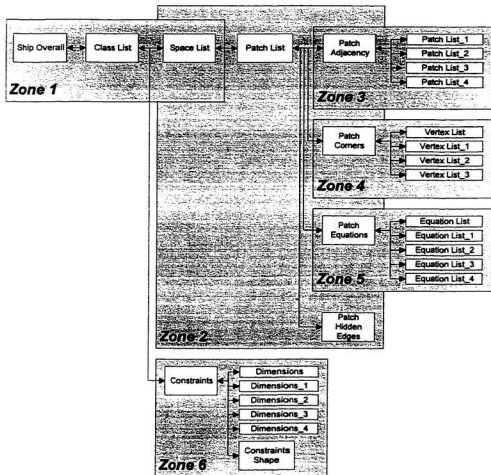 Ship Overall
Class List
Space List
Patch List
Patch
Adjacency
Patch List_1
Patch List_2
Patch List_3
Patch List_4
Zone 1
Zone 3
Patch
Corners
Vertex List
Vertex List_1
Vertex List_2
Vertex List_3
Zone 4
Patch
Equations
Equation List
Equation List_1
Equation List_2
Equation List_3
Equation List_4
Zone 5
Patch
Hidden
Edges
Zone 2
Constraints
Dimensions
Dimensions_1
Dimensions_2
Dimensions_3
Dimensions_4
Constraints
Shape
Zone 6